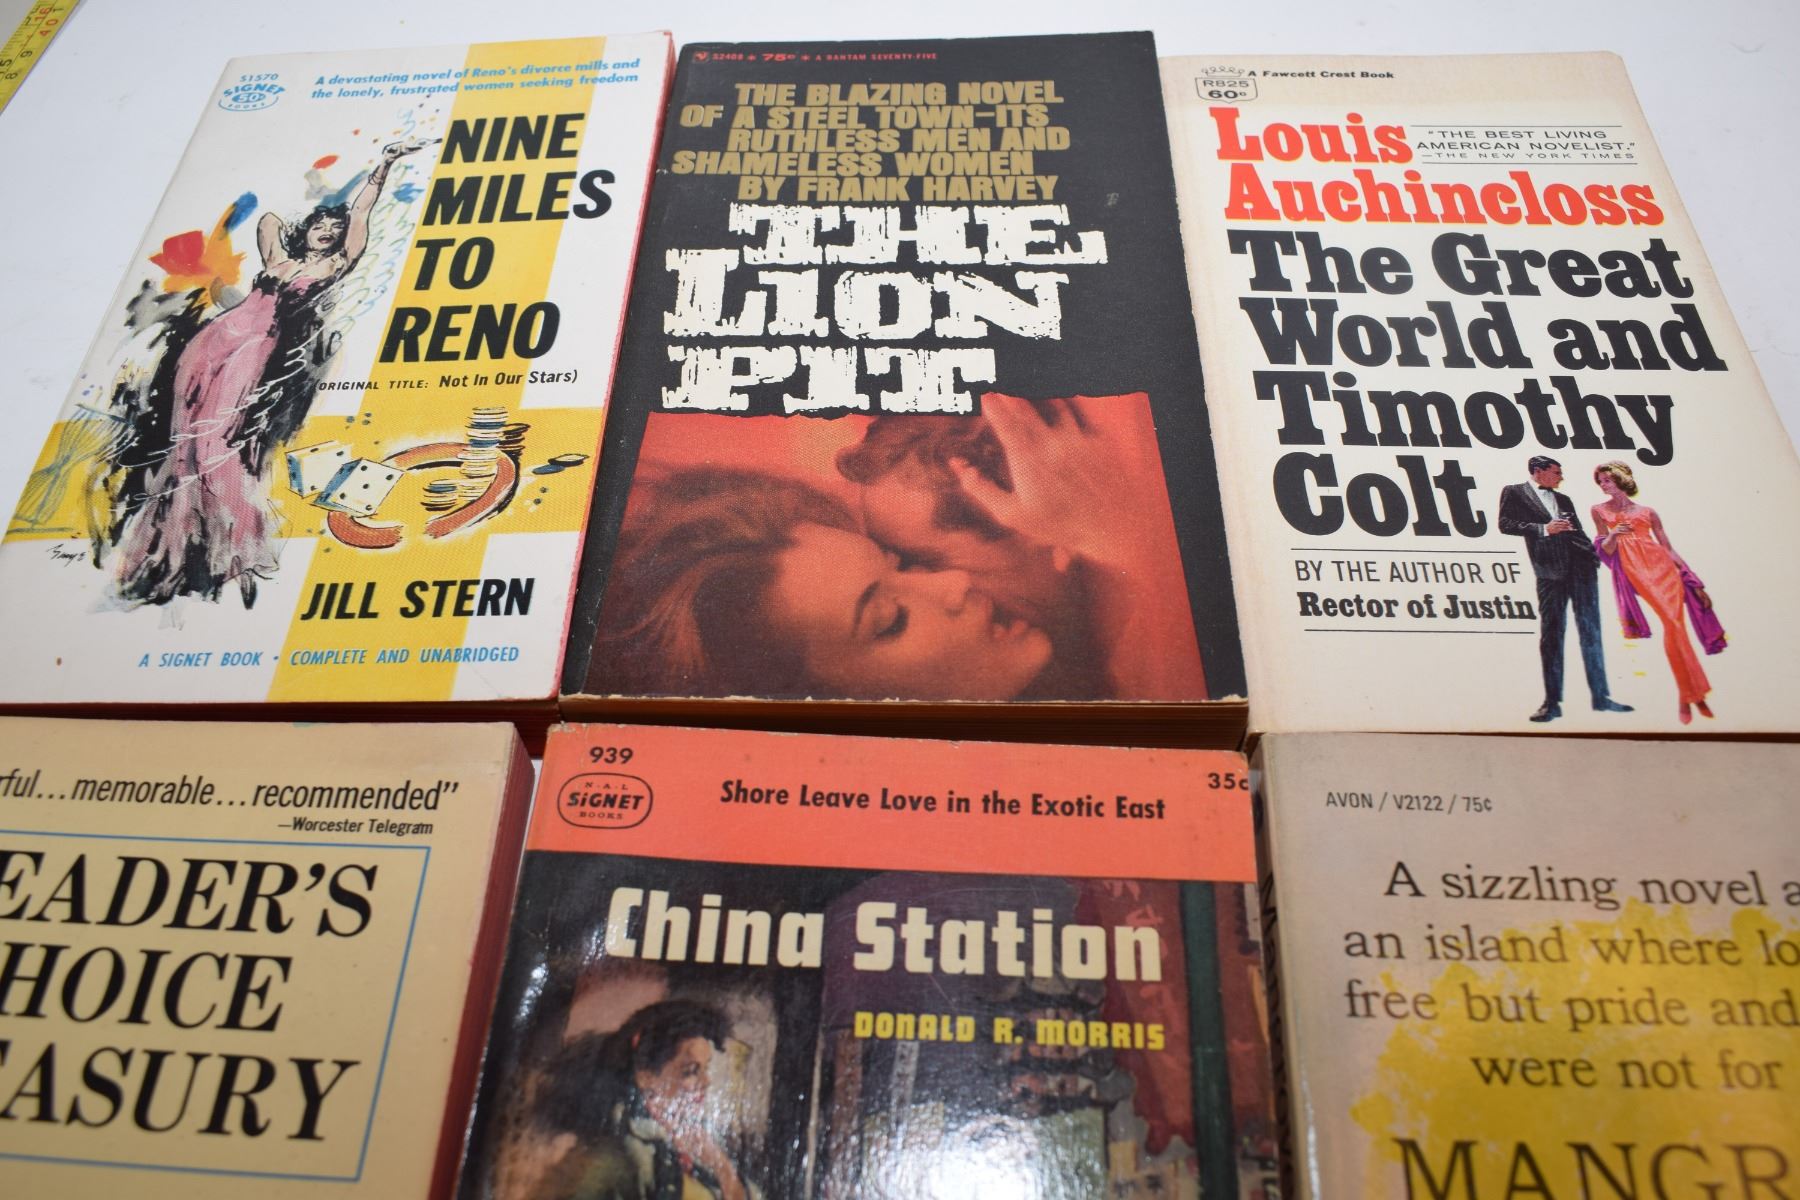 S1570
SIGNET
50¢
BOOKS
A devastating novel of Reno's divorce mills and
the lonely, frustrated women seeking freedom
NINE
MILES
TO
RENO
(ORIGINAL TITLE: Not In Our Stars)
JILL STERN
A SIGNET BOOK • COMPLETE AND UNABRIDGED
S2408 * 75¢ * A BANTAM SEVENTY-FIVE
THE BLAZING NOVEL
OF A STEEL TOWN-ITS
RUTHLESS MEN AND
SHAMELESS WOMEN
BY FRANK HARVEY
THE
LION
PIT
A Fawcett Crest Book
R825
60¢
Louis
Auchincloss
"THE BEST LIVING
AMERICAN NOVELIST."
—THE NEW YORK TIMES
The Great
World and
Timothy
Colt
BY THE AUTHOR OF
Rector of Justin
rful...memorable...recommended"
—Worcester Telegram
EADER'S
HOICE
EASURY
939
N·A·L
SIGNET
BOOKS
Shore Leave Love in the Exotic East
35¢
China Station
DONALD R. MORRIS
AVON / V2122 / 75¢
A sizzling novel a
an island where lo
free but pride and
were not for
MANGR